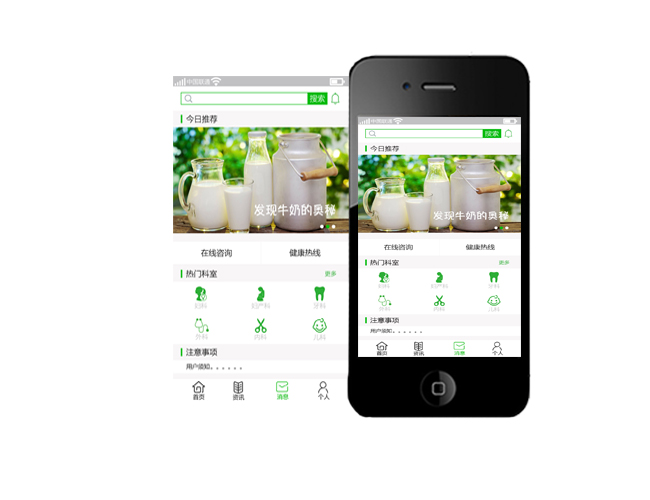 中国联通
搜索
今日推荐
发现牛奶的奥秘
在线咨询 健康热线
热门科室 更多
妇科 妇产科 牙科
外科 内科 儿科
注意事项
用户须知。。。。。。
首页 资讯 消息 个人
中国联通
搜索
今日推荐
发现牛奶的奥秘
在线咨询 健康热线
热门科室 更多
妇科 妇产科 牙科
外科 内科 儿科
注意事项
用户须知。。。。。。
首页 资讯 消息 个人